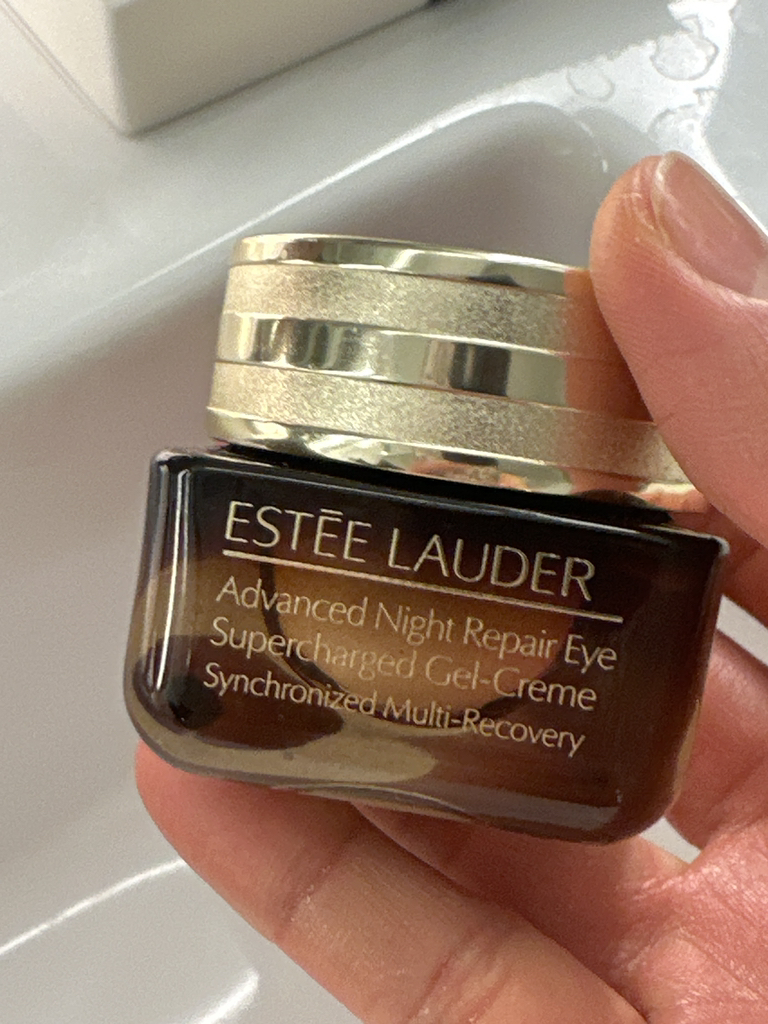 ESTĒE LAUDER
Advanced Night Repair Eye
Supercharged Gel-Creme
Synchronized Multi-Recovery